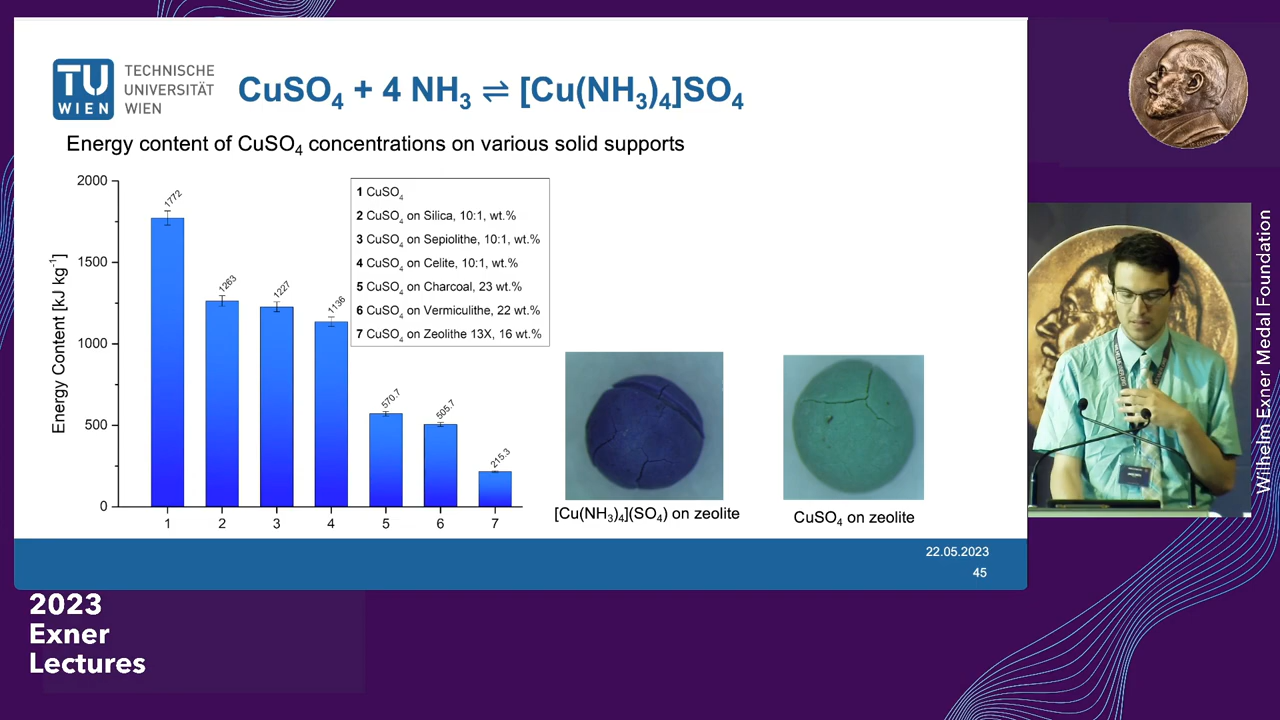 TU
WIEN
TECHNISCHE
UNIVERSITÄT
WIEN
CuSO₄ + 4 NH₃ ⇌ [Cu(NH₃)₄]SO₄
Energy content of CuSO₄ concentrations on various solid supports
Energy Content [kJ kg⁻¹]
2000
1500
1000
500
0
1772
1263
1227
1136
570.7
505.7
215.3
1 2 3 4 5 6 7
1 CuSO₄
2 CuSO₄ on Silica, 10:1, wt.%
3 CuSO₄ on Sepiolithe, 10:1, wt.%
4 CuSO₄ on Celite, 10:1, wt.%
5 CuSO₄ on Charcoal, 23 wt.%
6 CuSO₄ on Vermiculithe, 22 wt.%
7 CuSO₄ on Zeolithe 13X, 16 wt.%
[Cu(NH₃)₄](SO₄) on zeolite
CuSO₄ on zeolite
22.05.2023
45
Wilhelm Exner Medal Foundation
2023
Exner
Lectures